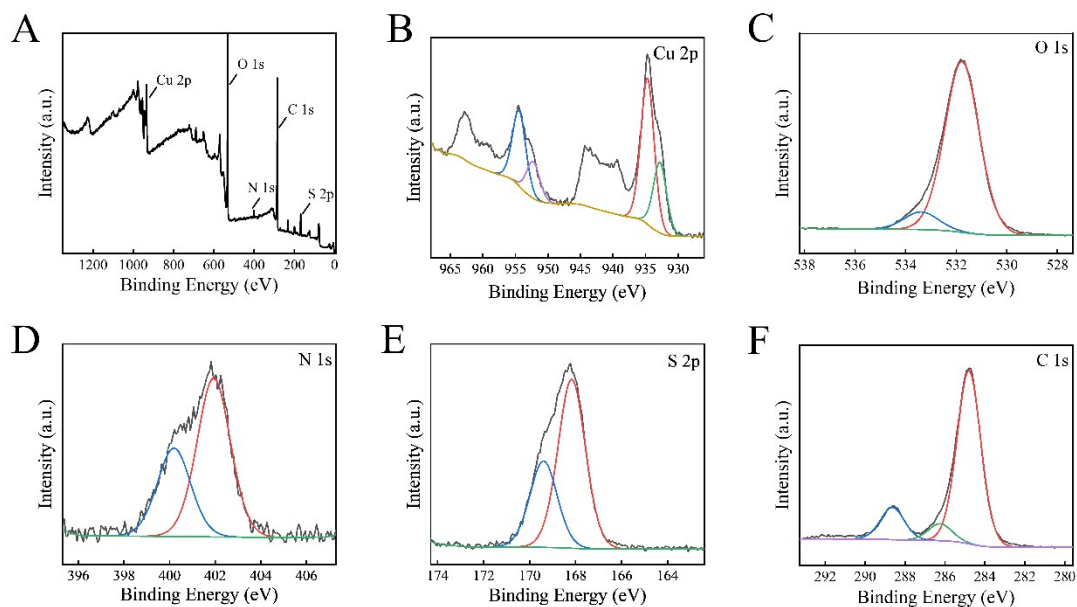 A
Intensity (a.u.)
Cu 2p
O 1s
C 1s
N 1s
S 2p
1200 1000 800 600 400 200 0
Binding Energy (eV)
B
Cu 2p
Intensity (a.u.)
965 960 955 950 945 940 935 930
Binding Energy (eV)
C
O 1s
Intensity (a.u.)
538 536 534 532 530 528
Binding Energy (eV)
D
N 1s
Intensity (a.u.)
396 398 400 402 404 406
Binding Energy (eV)
E
S 2p
Intensity (a.u.)
174 172 170 168 166 164
Binding Energy (eV)
F
C 1s
Intensity (a.u.)
292 290 288 286 284 282 280
Binding Energy (eV)